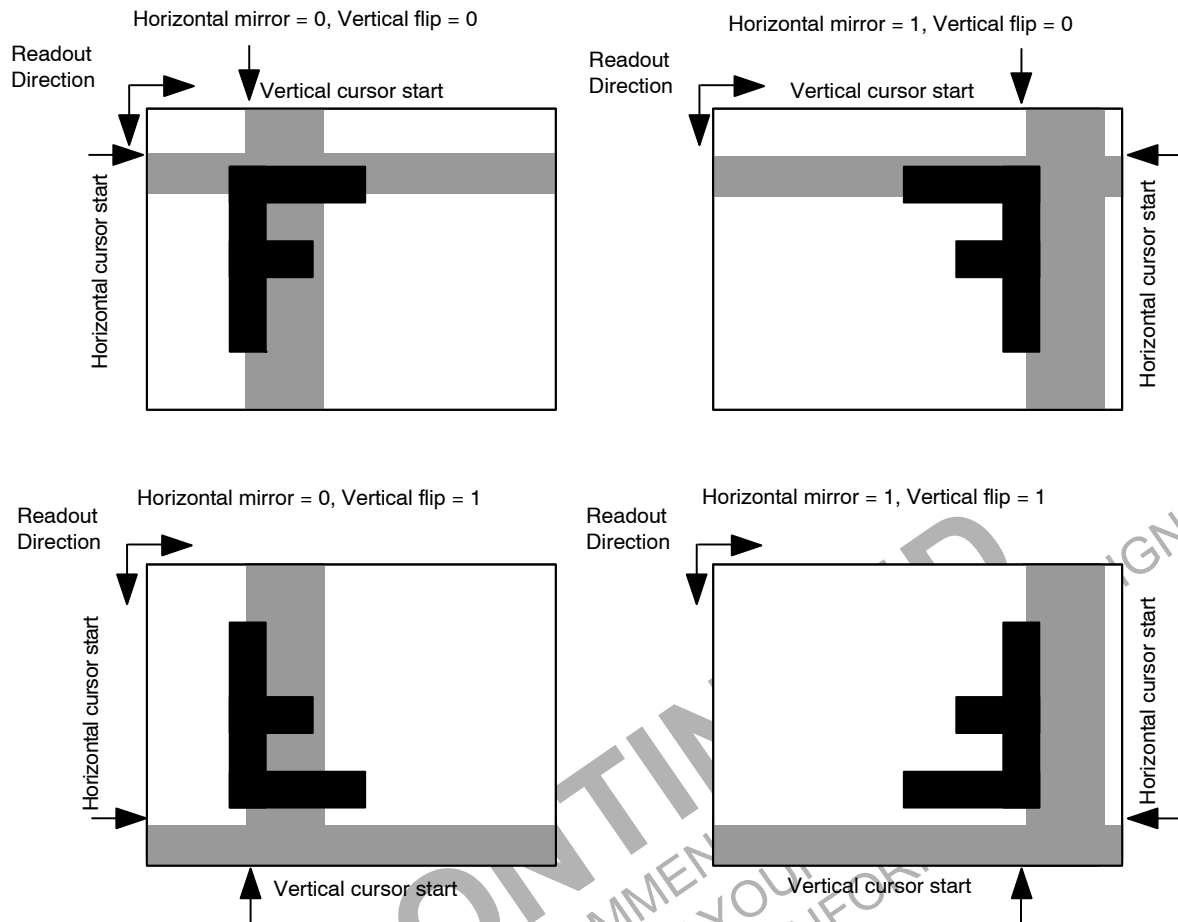 Horizontal mirror = 0, Vertical flip = 0
Readout
Direction
Vertical cursor start
Horizontal cursor start
Horizontal mirror = 1, Vertical flip = 0
Readout
Direction
Vertical cursor start
Horizontal cursor start
Horizontal mirror = 0, Vertical flip = 1
Readout
Direction
Horizontal cursor start
Vertical cursor start
Horizontal mirror = 1, Vertical flip = 1
Readout
Direction
Horizontal cursor start
Vertical cursor start